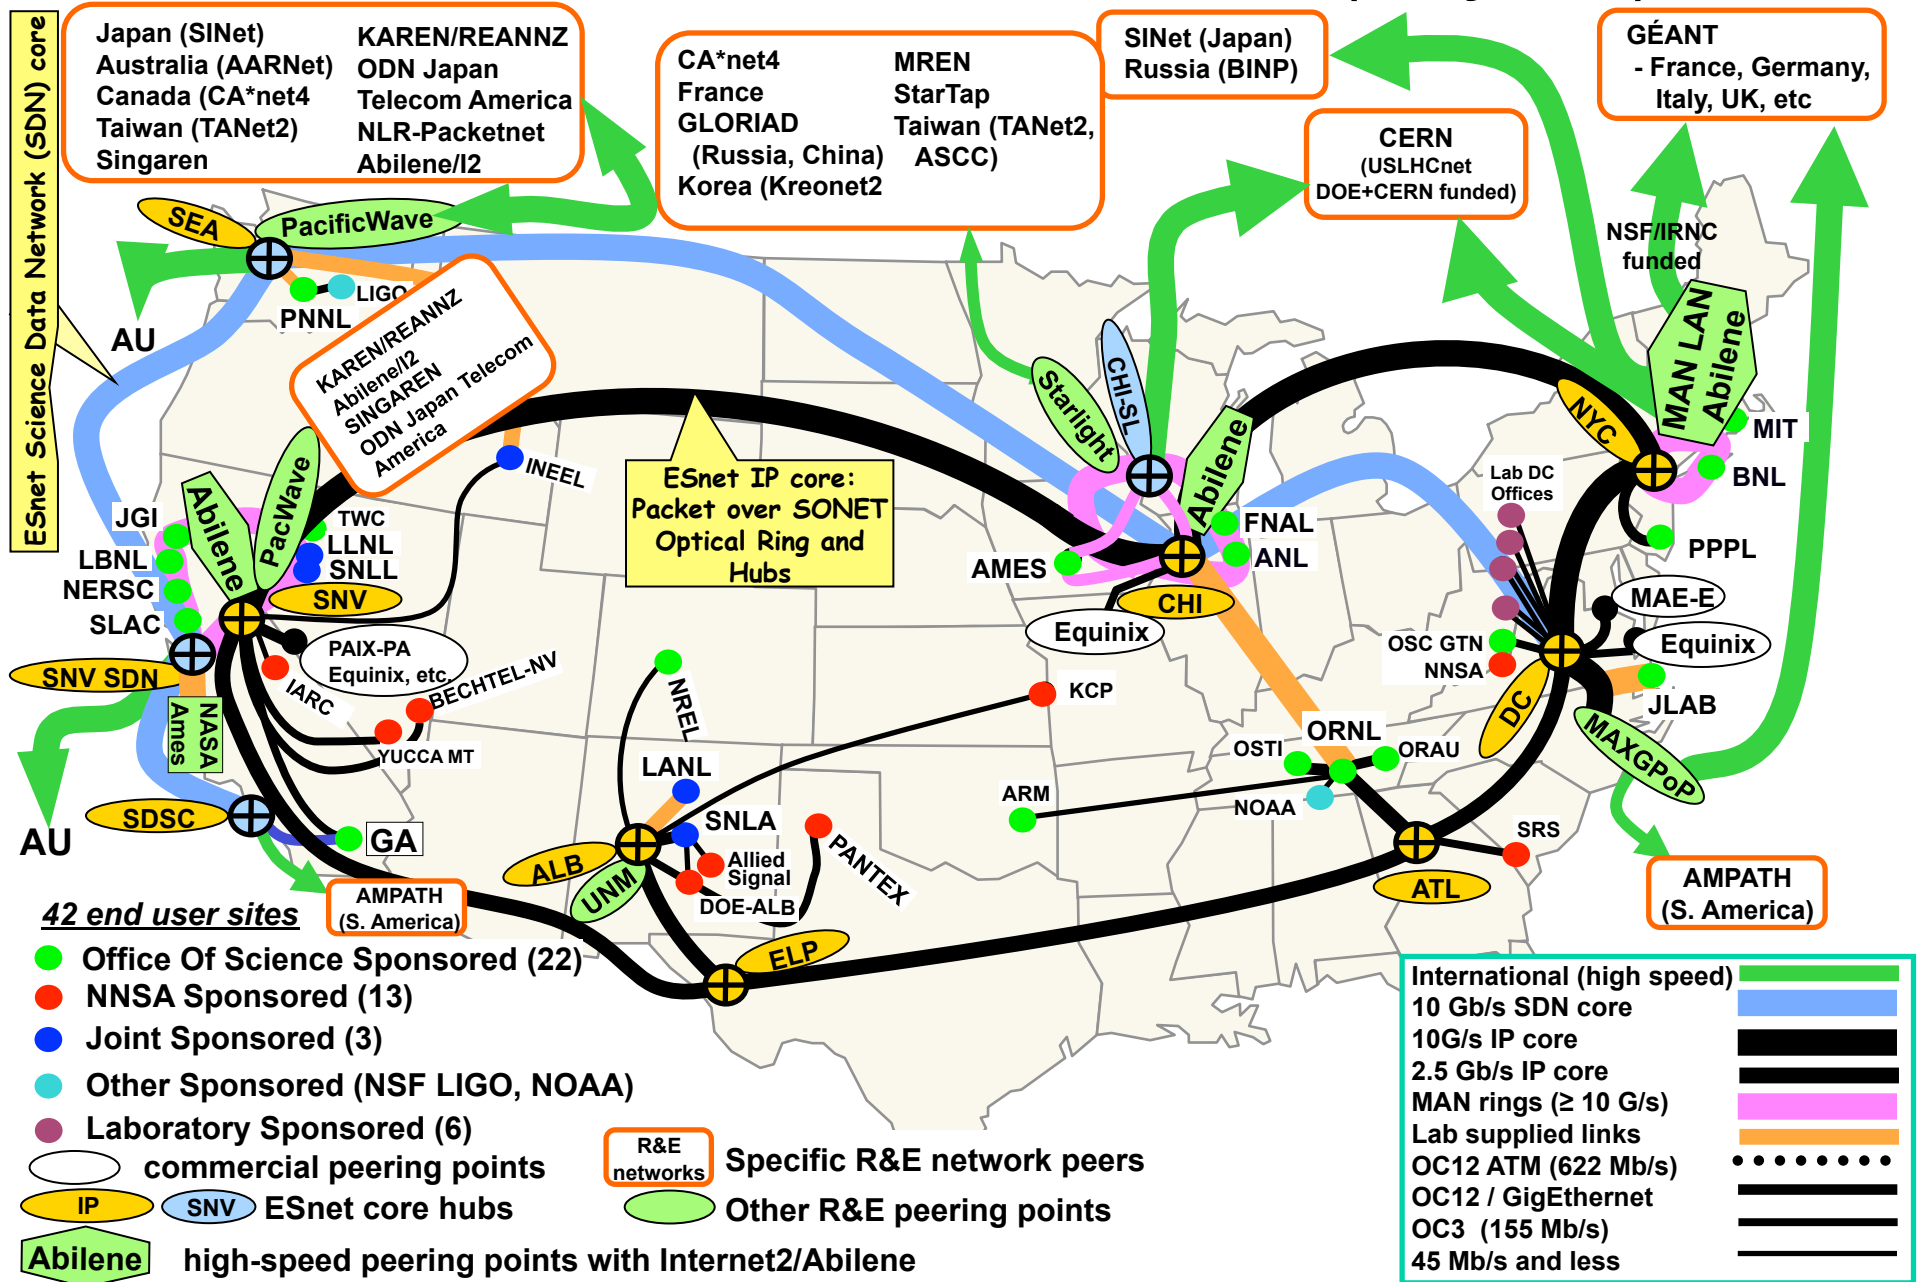 ESnet Science Data Network (SDN) core
Japan (SINet)
Australia (AARNet)
Canada (CA*net4
Taiwan (TANet2)
Singaren
KAREN/REANNZ
ODN Japan
Telecom America
NLR-Packetnet
Abilene/I2
CA*net4
France
GLORIAD
(Russia, China)
Korea (Kreonet2
MREN
StarTap
Taiwan (TANet2,
ASCC)
SINet (Japan)
Russia (BINP)
GÉANT
- France, Germany,
Italy, UK, etc
CERN
(USLHCnet
DOE+CERN funded)
NSF/IRNC
funded
SEA
PacificWave
AU
LIGO
PNNL
KAREN/REANNZ
Abilene/I2
SINGAREN
ODN Japan Telecom
America
Starlight
CHI-SL
Abilene
NYC
MAN LAN
Abilene
MIT
BNL
Lab DC
Offices
PPPL
INEEL
ESnet IP core:
Packet over SONET
Optical Ring and
Hubs
Abilene
PacWave
JGI
LBNL
NERSC
SLAC
TWC
LLNL
SNLL
SNV
FNAL
ANL
AMES
CHI
Equinix
MAE-E
Equinix
OSC GTN
NNSA
JLAB
DC
MAXGPoP
PAIX-PA
Equinix, etc.
SNV SDN
NASA
Ames
IARC
BECHTEL-NV
YUCCA MT
NREL
KCP
ORNL
OSTI
ORAU
ARM
NOAA
LANL
SNLA
Allied
Signal
PANTEX
DOE-ALB
ALB
UNM
ELP
SRS
ATL
AU
SDSC
GA
AMPATH
(S. America)
AMPATH
(S. America)
42 end user sites
Office Of Science Sponsored (22)
NNSA Sponsored (13)
Joint Sponsored (3)
Other Sponsored (NSF LIGO, NOAA)
Laboratory Sponsored (6)
commercial peering points
IP
SNV
ESnet core hubs
Abilene
high-speed peering points with Internet2/Abilene
R&E
networks
Specific R&E network peers
Other R&E peering points
International (high speed)
10 Gb/s SDN core
10G/s IP core
2.5 Gb/s IP core
MAN rings (≥ 10 G/s)
Lab supplied links
OC12 ATM (622 Mb/s)
OC12 / GigEthernet
OC3 (155 Mb/s)
45 Mb/s and less